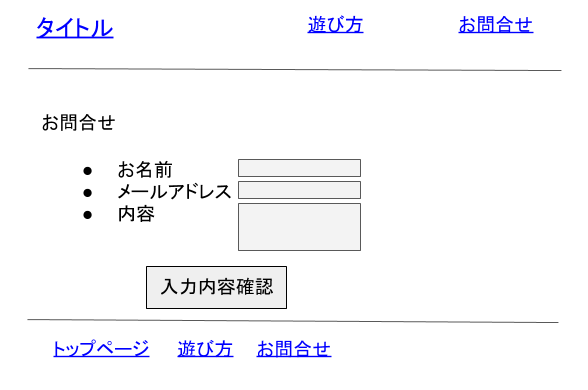 タイトル 遊び方 お問合せ
お問合せ
● お名前
● メールアドレス
● 内容
入力内容確認
トップページ 遊び方 お問合せ